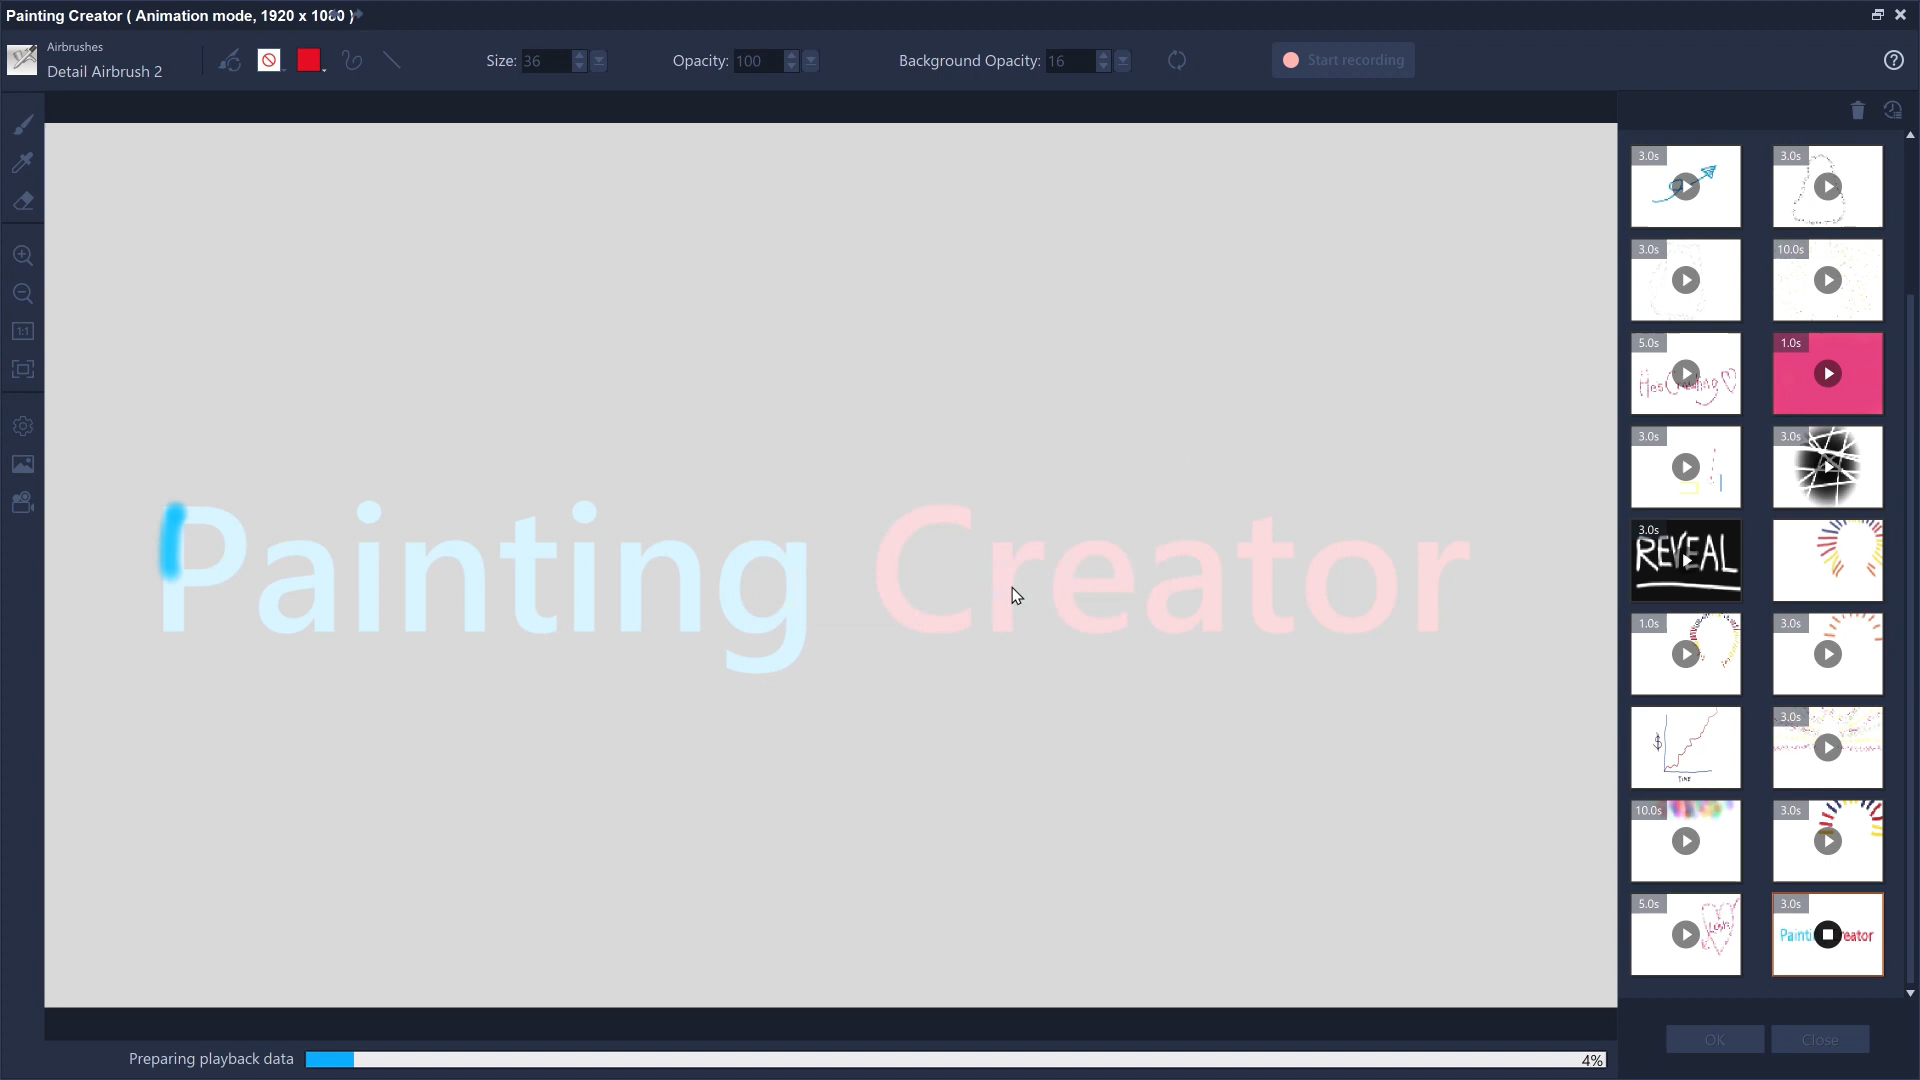 Painting Creator ( Animation mode, 1920 x 1080 )
Airbrushes
Detail Airbrush 2
Size: 36
Opacity: 100
Background Opacity: 16
Start recording
1:1
Painting Creator
3.0s
3.0s
3.0s
10.0s
5.0s
1.0s
3.0s
3.0s
3.0s
REVEAL
1.0s
3.0s
$
TIME
3.0s
10.0s
3.0s
5.0s
3.0s
OK
Close
Preparing playback data
4%